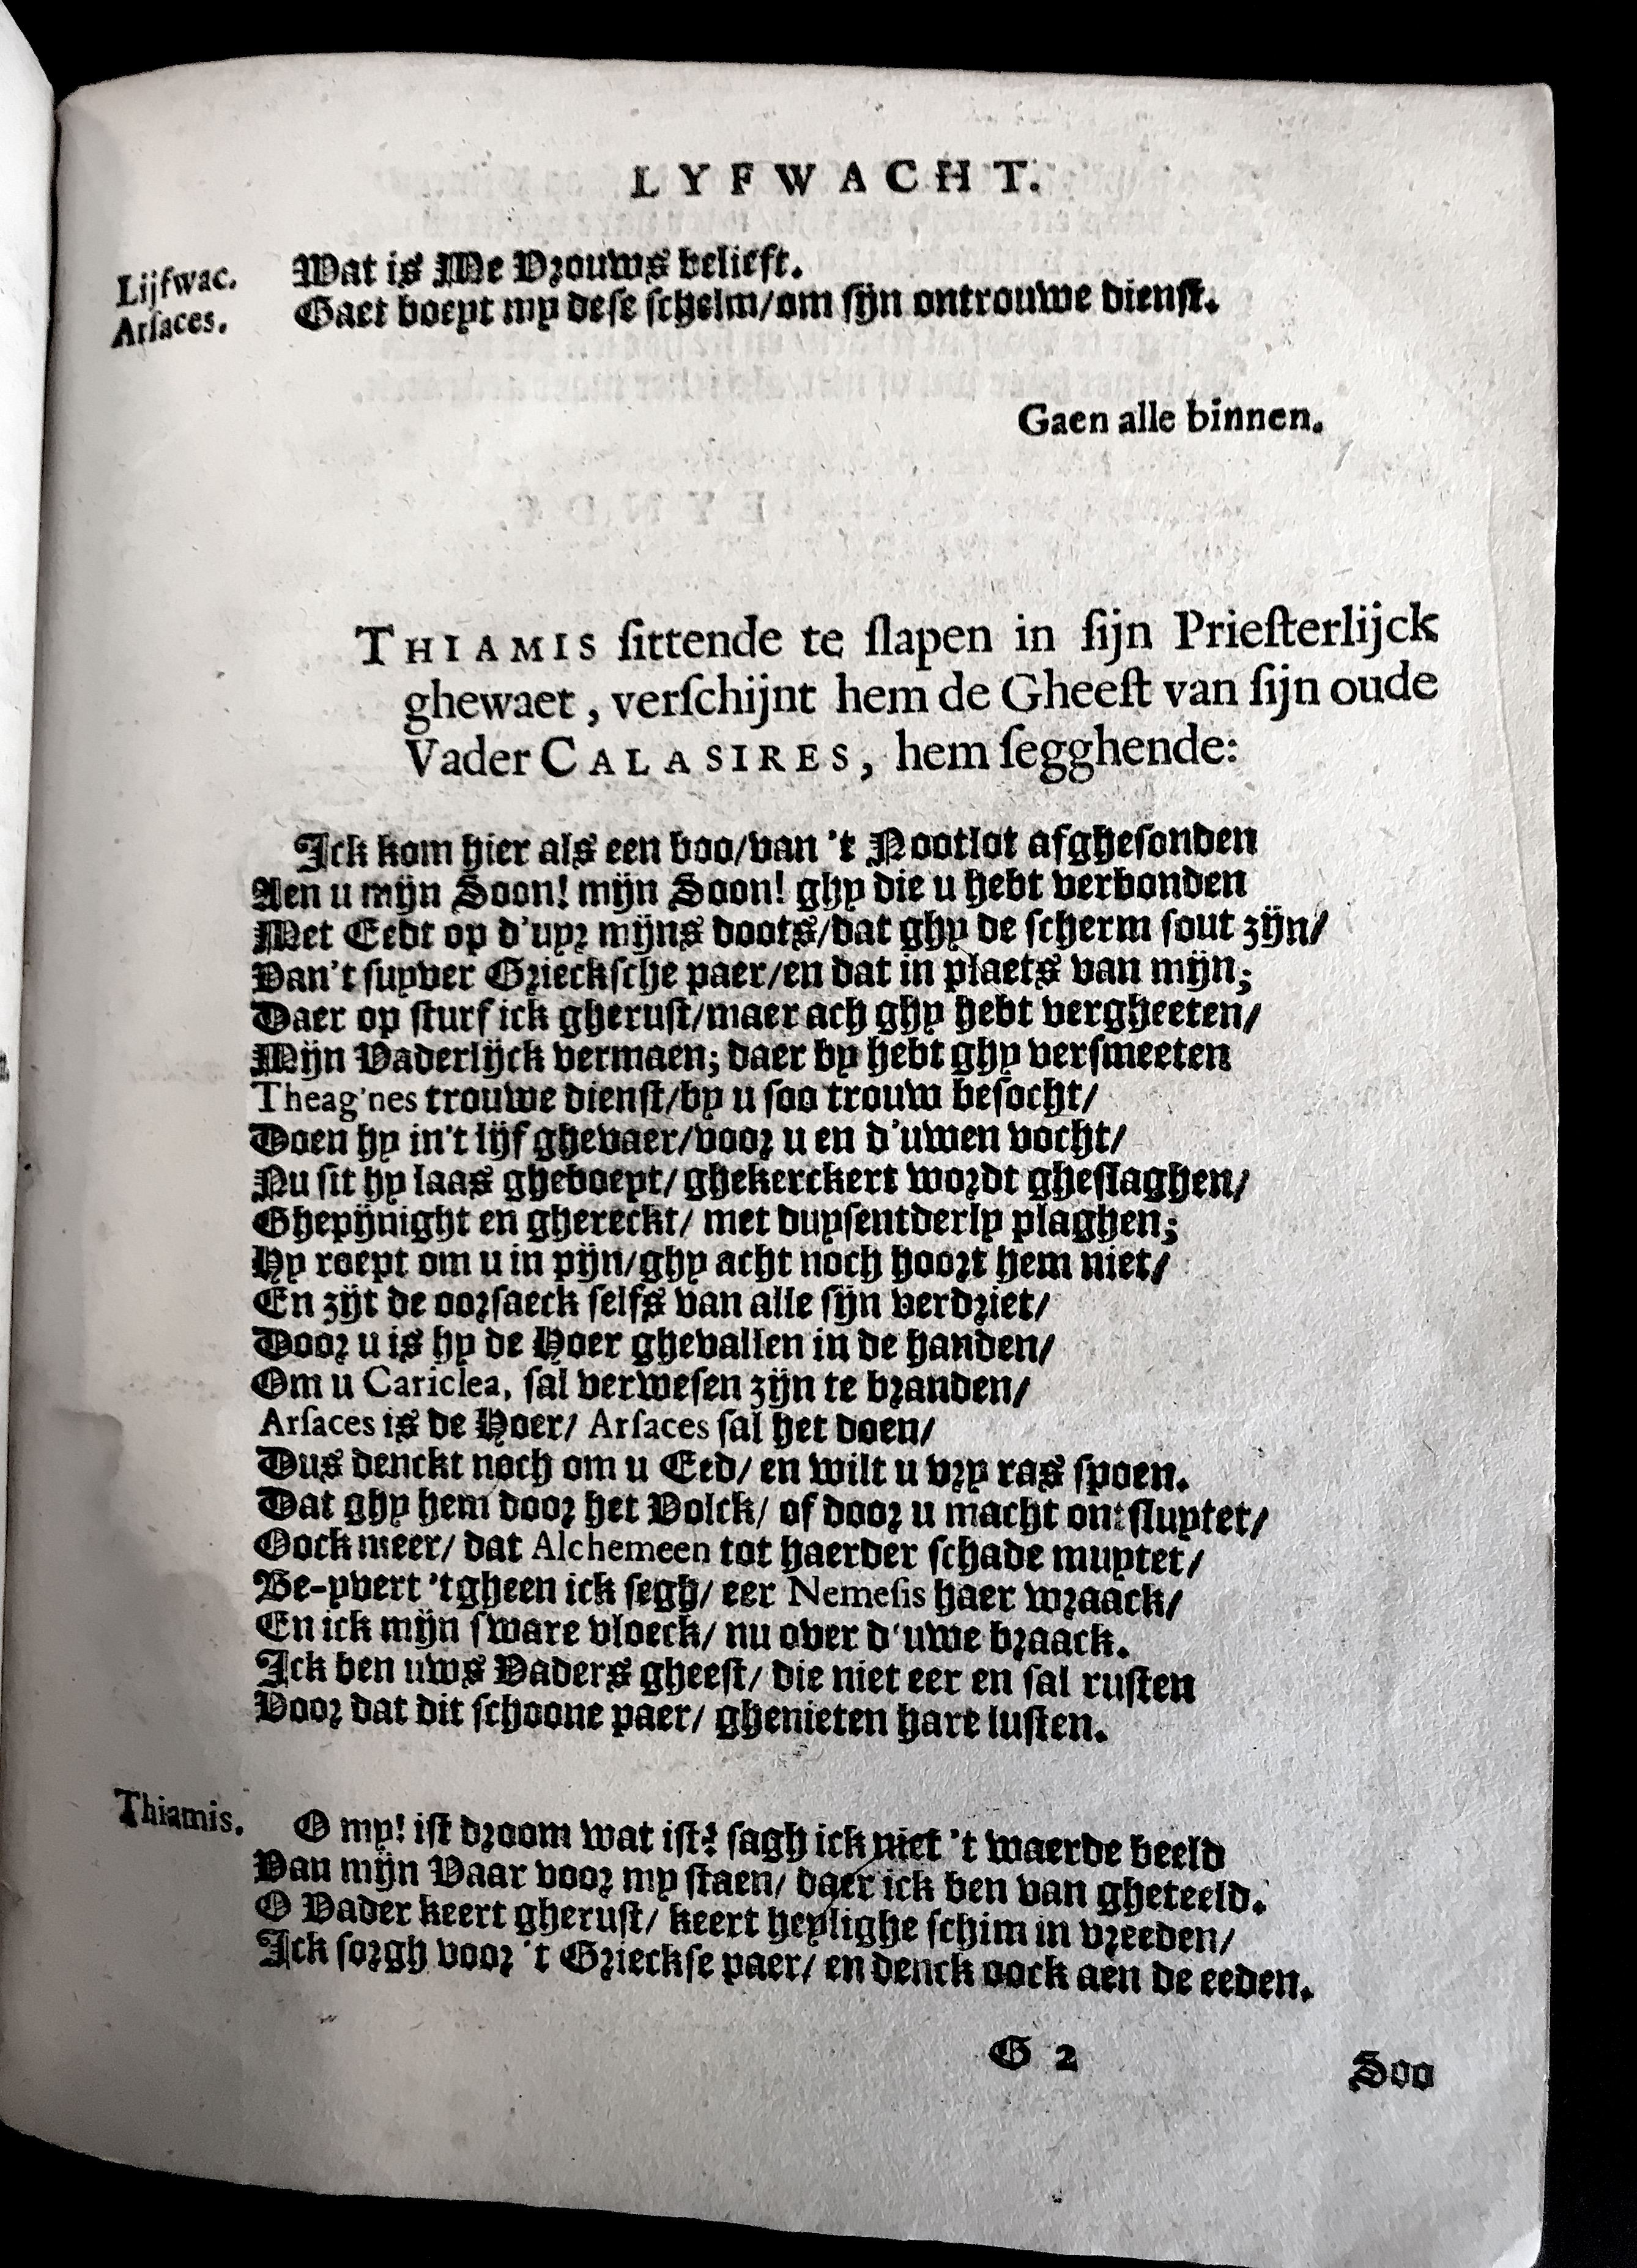 LYFWACHT.
Lijfwac. Wat is Me Vrouws belieft.
Arſaces. Gaet boeyt my deſe ſchelm/om ſijn ontrouwe dienſt.
Gaen alle binnen.
THIAMIS ſittende te ſlapen in ſijn Prieſterlijck
ghewaet, verſchijnt hem de Gheeſt van ſijn oude
Vader CALASIRES, hem ſegghende:
Ick kom hier als een boo/van 't Nootlot afgheſonden
Aen u mijn Soon! mijn Soon! ghy die u hebt verbonden
Met Eedt op d'uyr mijns doots/dat ghy de ſcherm ſout zijn/
Van't ſuyver Grieckſche paer/en dat in plaets van mijn;
Daer op ſturf ick gheruſt/maer ach ghy hebt vergheeten/
Mijn Vaderlijck vermaen; daer by hebt ghy verſmeeten
Theag'nes trouwe dienſt/by u ſoo trouw beſocht/
Doen hy in't lijf ghevaer/voor u en d'uwen vocht/
Nu ſit hy laas gheboeyt/ ghekerckert wordt gheſlaghen/
Ghepijnight en ghereckt/ met duyſentderly plaghen;
Hy roept om u in pijn/ghy acht noch hoort hem niet/
En zijt de oorſaeck ſelfs van alle ſijn verdriet/
Door u is hy de Hoer ghevallen in de handen/
Om u Cariclea, ſal verweſen zijn te branden/
Arſaces is de Hoer/ Arſaces ſal het doen/
Dus denckt noch om u Eed/ en wilt u vry ras ſpoen.
Dat ghy hem door het Volck/ of door u macht ontſluytet/
Oock meer/ dat Alchemeen tot haerder ſchade muytet/
Be-yvert 'tgheen ick ſegh/ eer Nemeſis haer wraack/
En ick mijn ſware vloeck/ nu over d'uwe braack.
Ick ben uws Vaders gheeſt/ die niet eer en ſal ruſten
Voor dat dit ſchoone paer/ ghenieten hare luſten.
Thiamis. O my! iſt droom wat iſt? ſagh ick niet 't waerde beeld
Van mijn Vaar voor my ſtaen/ daer ick ben van gheteeld.
O Vader keert gheruſt/ keert heylighe ſchim in vreeden/
Ick ſorgh voor 't Grieckſe paer/ en denck oock aen de eeden.
G 2
Soo